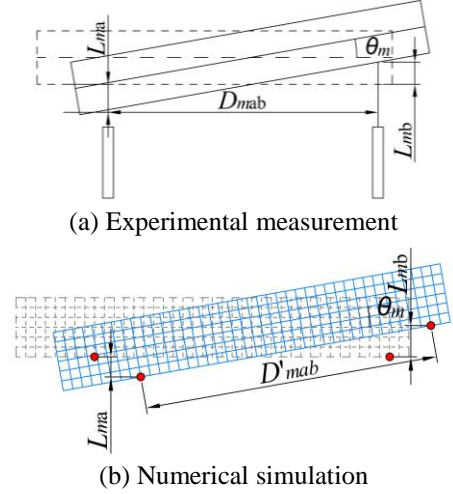 Lma
θm
Dmab
Lmb
(a) Experimental measurement
Lmb
θm
D'mab
Lma
(b) Numerical simulation